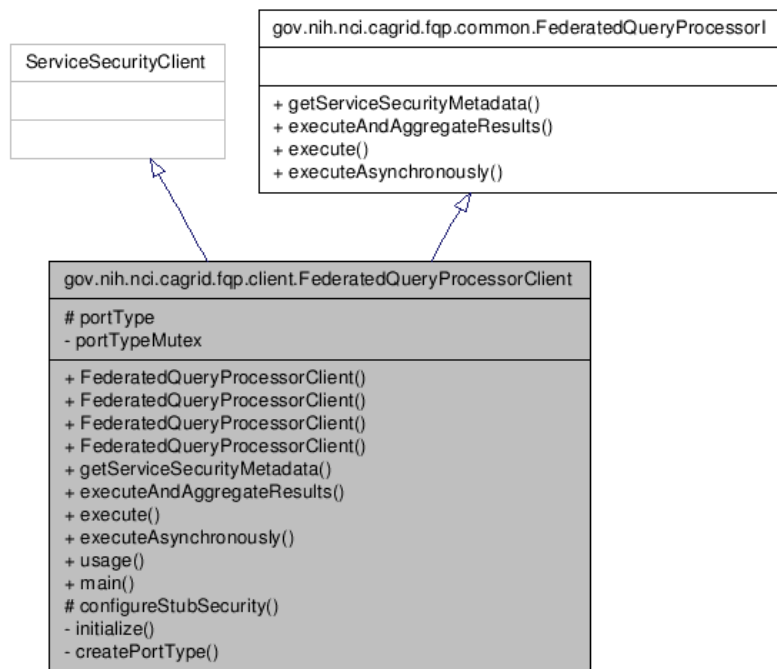 gov.nih.nci.cagrid.fqp.common.FederatedQueryProcessorI
ServiceSecurityClient
+ getServiceSecurityMetadata()
+ executeAndAggregateResults()
+ execute()
+ executeAsynchronously()
gov.nih.nci.cagrid.fqp.client.FederatedQueryProcessorClient
# portType
- portTypeMutex
+ FederatedQueryProcessorClient()
+ FederatedQueryProcessorClient()
+ FederatedQueryProcessorClient()
+ FederatedQueryProcessorClient()
+ getServiceSecurityMetadata()
+ executeAndAggregateResults()
+ execute()
+ executeAsynchronously()
+ usage()
+ main()
# configureStubSecurity()
- initialize()
- createPortType()